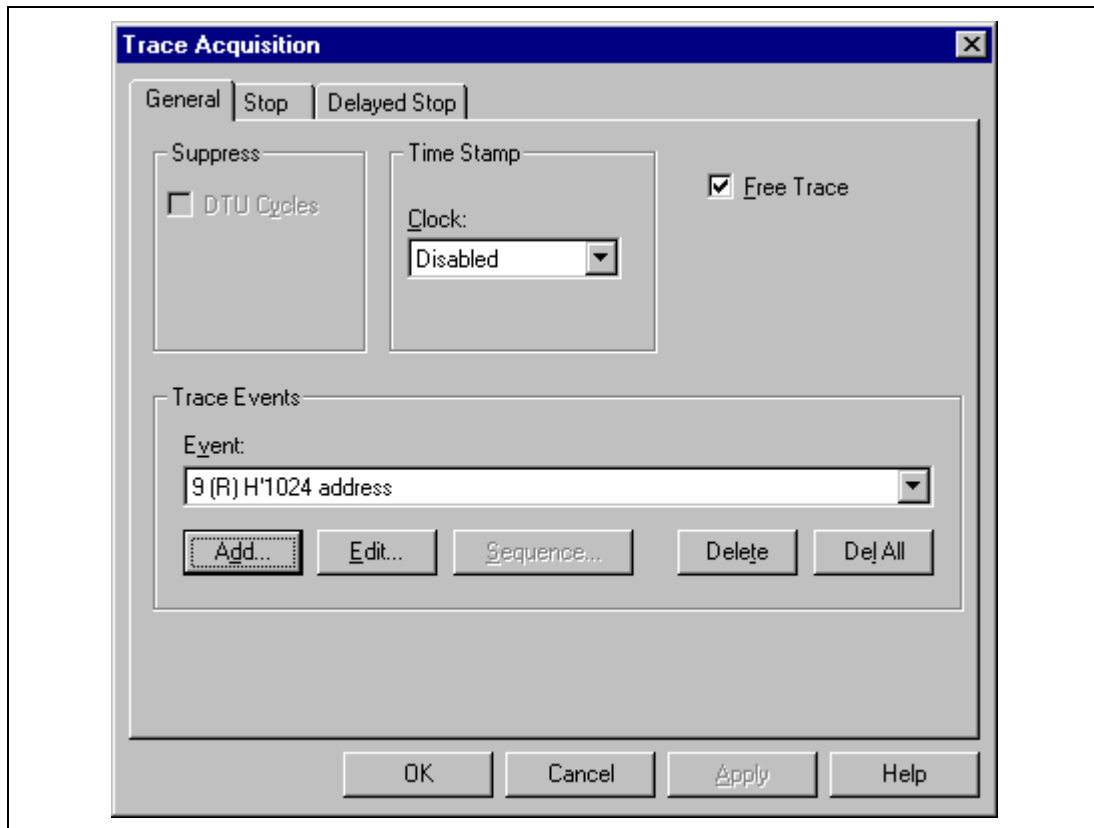 Trace Acquisition
General Stop Delayed Stop
Suppress
DTU Cycles
Time Stamp
Clock:
Disabled
Free Trace
Trace Events
Event:
9 (R) H'1024 address
Add... Edit... Sequence... Delete Del All
OK Cancel Apply Help